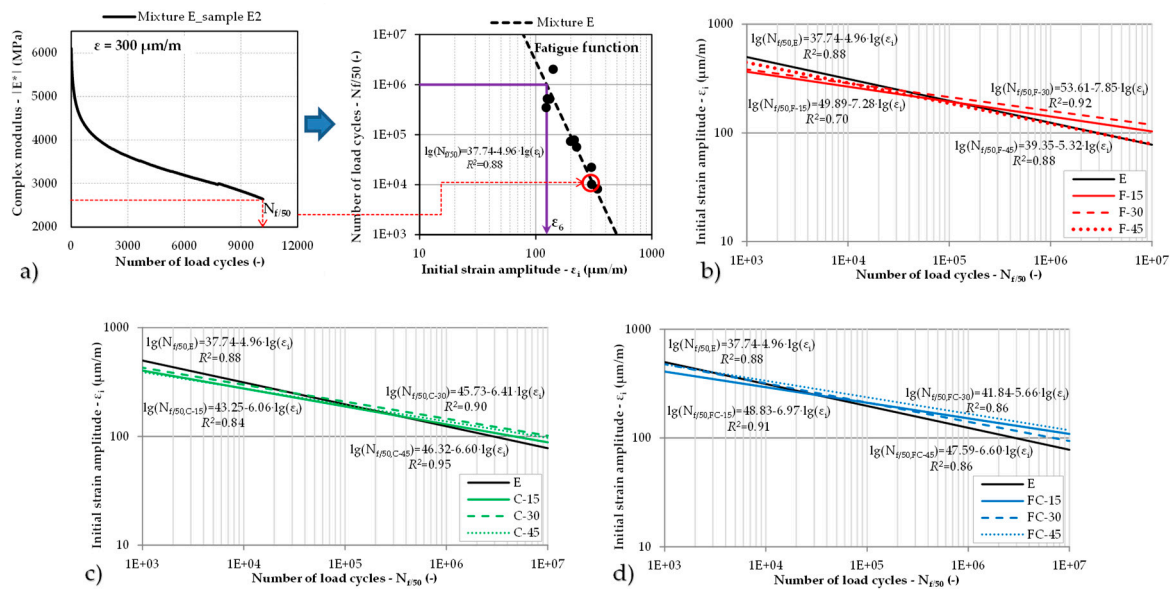 Mixture E_sample E2
ε = 300 µm/m
Complex modulus - |E*| (MPa)
6000
5000
4000
3000
2000
N f/50
0
3000
6000
9000
12000
Number of load cycles (-)
a)
Mixture E
Fatigue function
Number of load cycles - Nf/50 (-)
1E+07
1E+06
1E+05
1E+04
1E+03
lg(Nf/50)=37.74-4.96·lg(εi)
R²=0.88
ε6
10
100
1000
Initial strain amplitude - εi (µm/m)
b)
Initial strain amplitude - εi (µm/m)
1000
100
10
lg(Nf/50,E)=37.74-4.96·lg(εi)
R²=0.88
lg(Nf/50,F-30)=53.61-7.85·lg(εi)
R²=0.92
lg(Nf/50,F-15)=49.89-7.28·lg(εi)
R²=0.70
lg(Nf/50,F-45)=39.35-5.32·lg(εi)
R²=0.88
E
F-15
F-30
F-45
1E+03
1E+04
1E+05
1E+06
1E+07
Number of load cycles - Nf/50 (-)
c)
Initial strain amplitude - εi (µm/m)
1000
100
10
lg(Nf/50,E)=37.74-4.96·lg(εi)
R²=0.88
lg(Nf/50,C-30)=45.73-6.41·lg(εi)
R²=0.90
lg(Nf/50,C-15)=43.25-6.06·lg(εi)
R²=0.84
lg(Nf/50,C-45)=46.32-6.60·lg(εi)
R²=0.95
E
C-15
C-30
C-45
1E+03
1E+04
1E+05
1E+06
1E+07
Number of load cycles - Nf/50 (-)
d)
Initial strain amplitude - εi (µm/m)
1000
100
10
lg(Nf/50,E)=37.74-4.96·lg(εi)
R²=0.88
lg(Nf/50,FC-30)=41.84-5.66·lg(εi)
R²=0.86
lg(Nf/50,FC-15)=48.83-6.97·lg(εi)
R²=0.91
lg(Nf/50,FC-45)=47.59-6.60·lg(εi)
R²=0.86
E
FC-15
FC-30
FC-45
1E+03
1E+04
1E+05
1E+06
1E+07
Number of load cycles - Nf/50 (-)